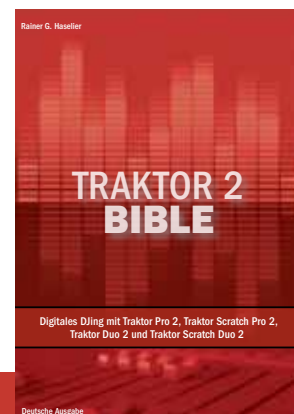 Rainer G. Haselier
TRAKTOR 2
BIBLE
Digitales DJing mit Traktor Pro 2, Traktor Scratch Pro 2,
Traktor Duo 2 und Traktor Scratch Duo 2
Deutsche Ausgabe